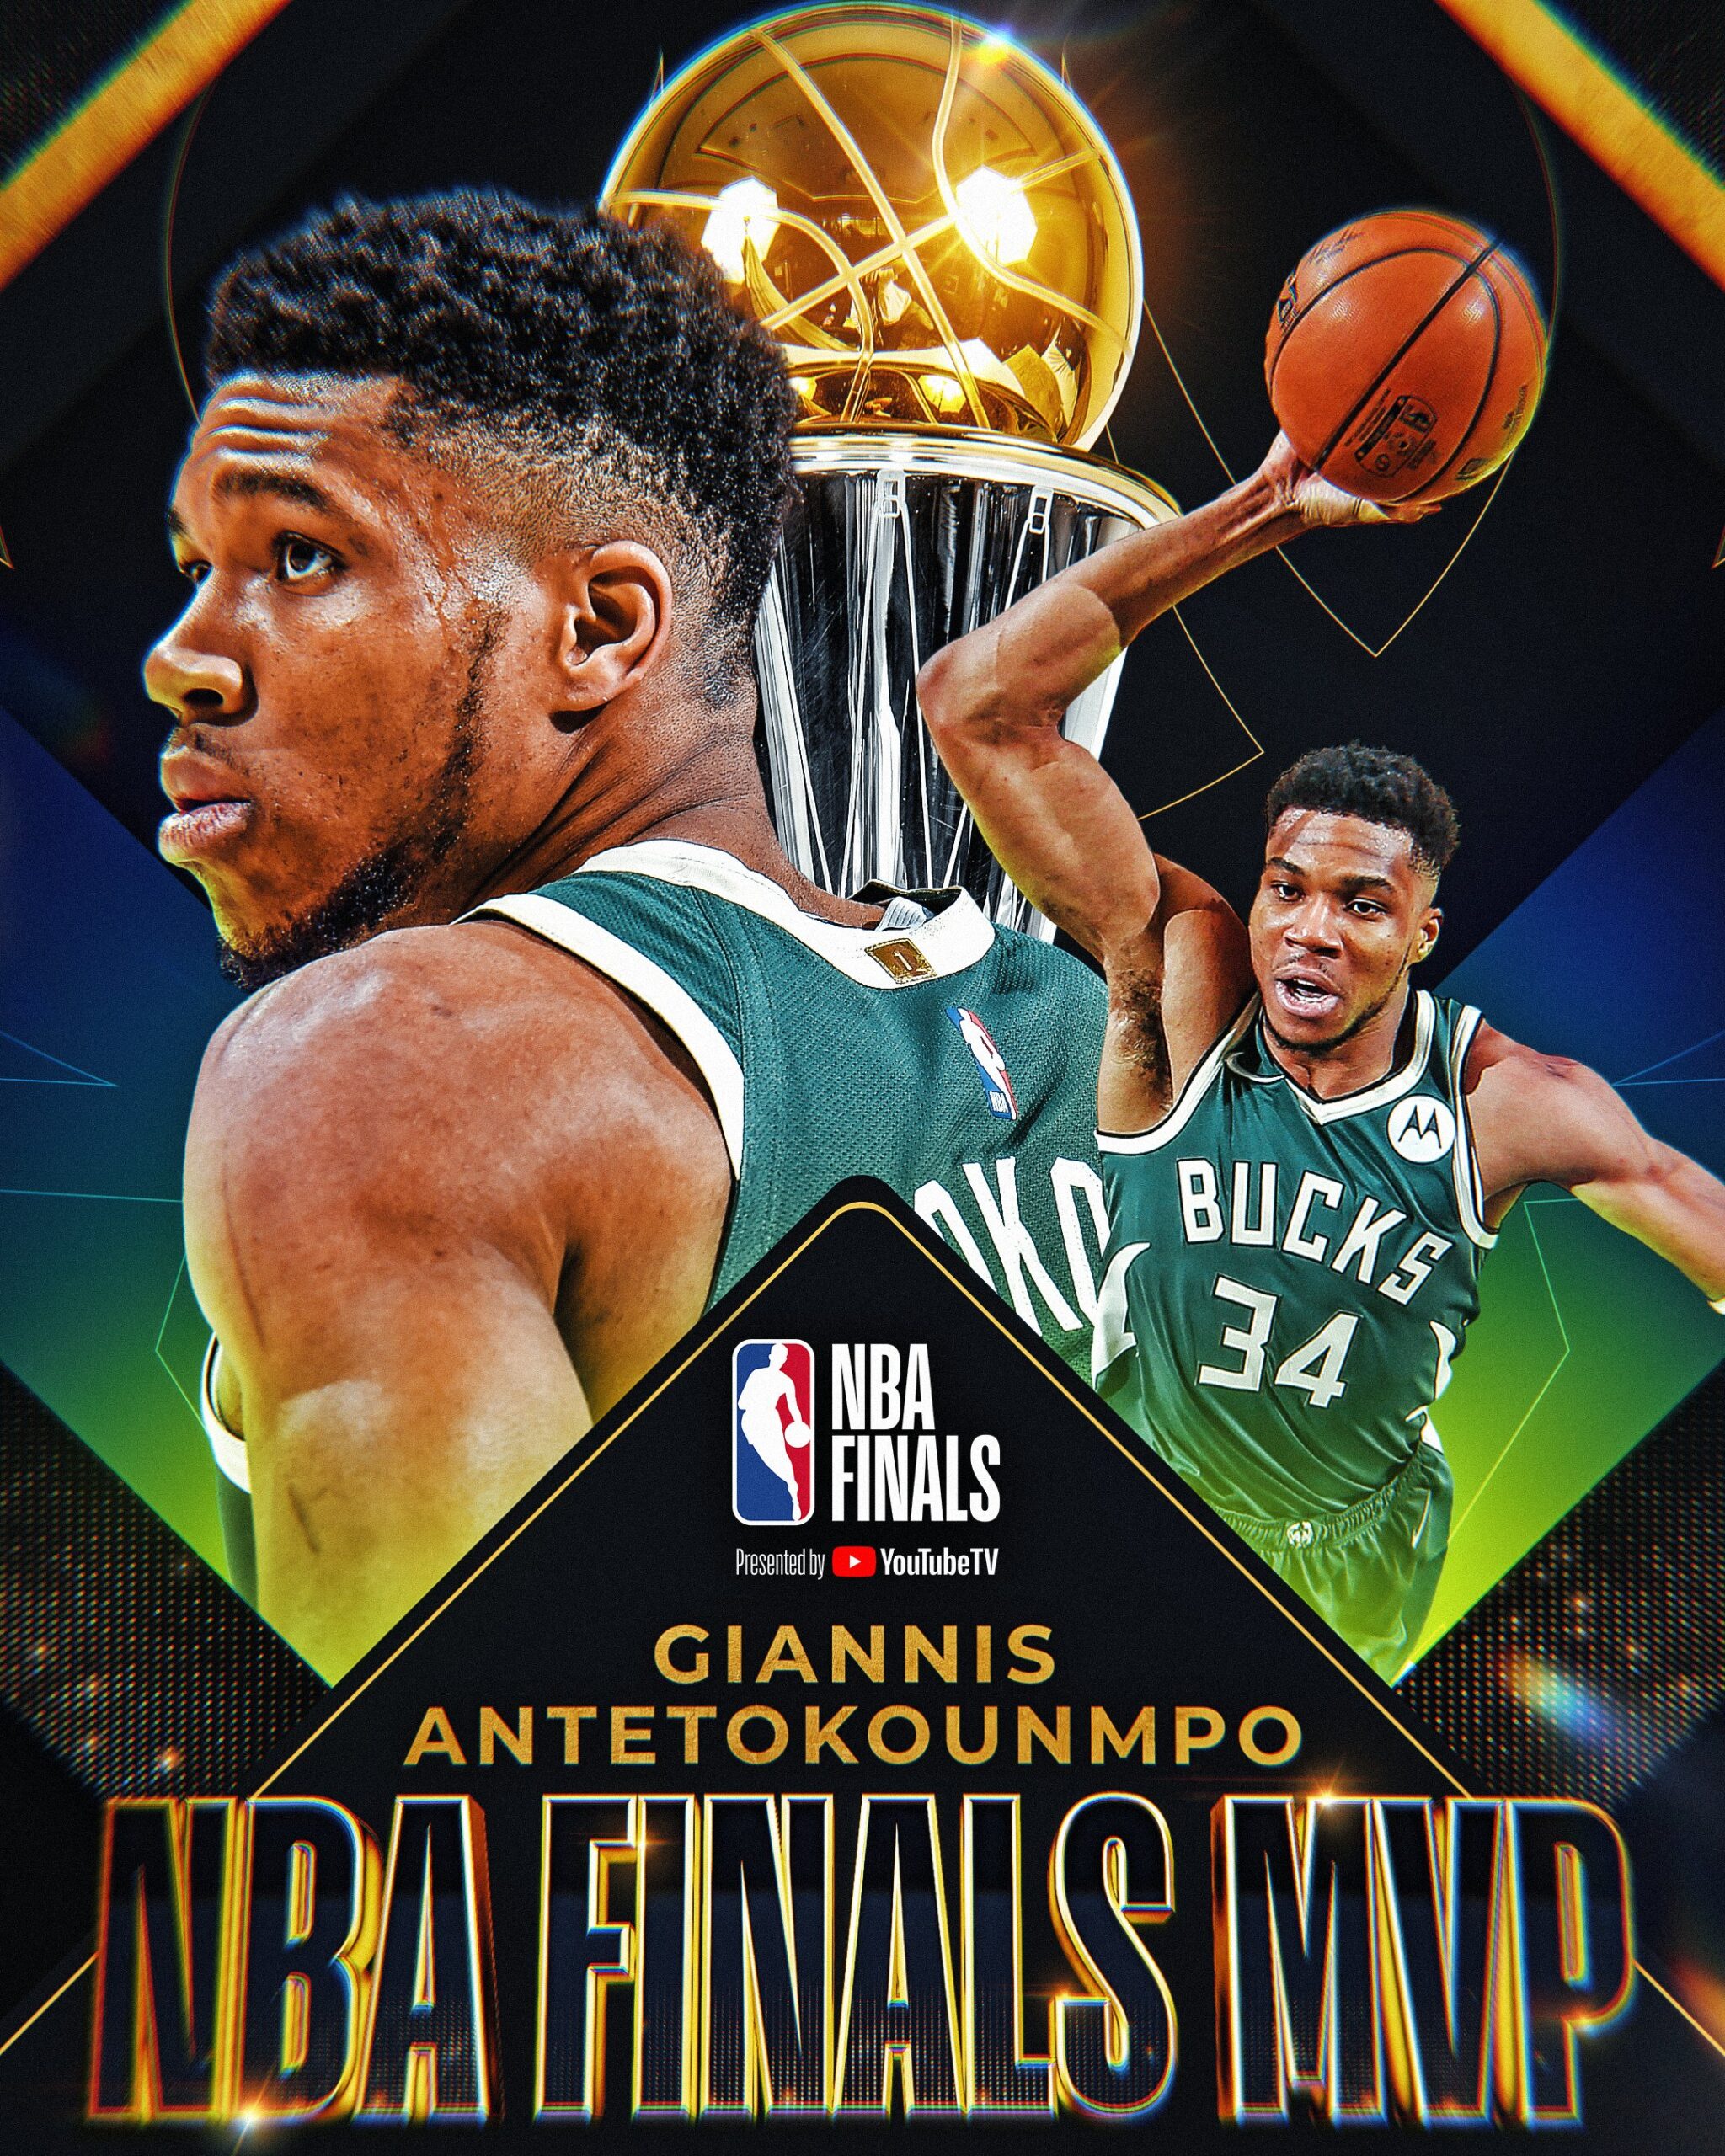 BUCKS
34
NBA
FINALS
Presented by YouTubeTV
GIANNIS
ANTETOKOUNMPO
NBA FINALS MVP